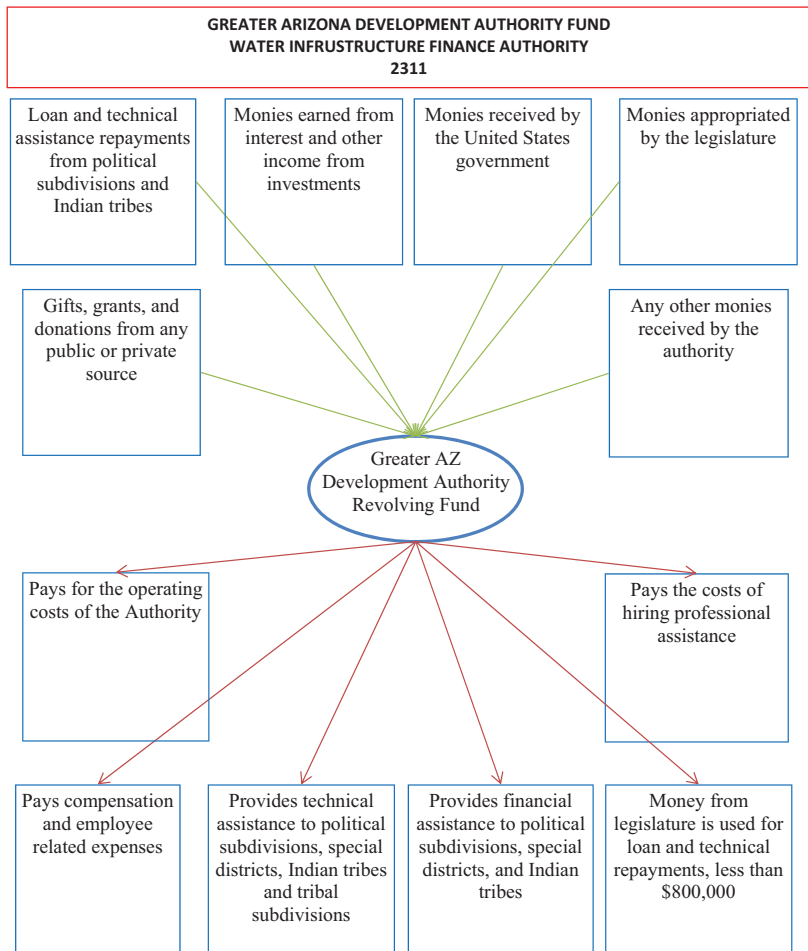 GREATER ARIZONA DEVELOPMENT AUTHORITY FUND
WATER INFRUSTRUCTURE FINANCE AUTHORITY
2311
Loan and technical
assistance repayments
from political
subdivisions and
Indian tribes
Monies earned from
interest and other
income from
investments
Monies received by
the United States
government
Monies appropriated
by the legislature
Gifts, grants, and
donations from any
public or private
source
Any other monies
received by the
authority
Greater AZ
Development Authority
Revolving Fund
Pays for the operating
costs of the Authority
Pays the costs of
hiring professional
assistance
Pays compensation
and employee
related expenses
Provides technical
assistance to political
subdivisions, special
districts, Indian tribes
and tribal
subdivisions
Provides financial
assistance to political
subdivisions, special
districts, and Indian
tribes
Money from
legislature is used for
loan and technical
repayments, less than
$800,000